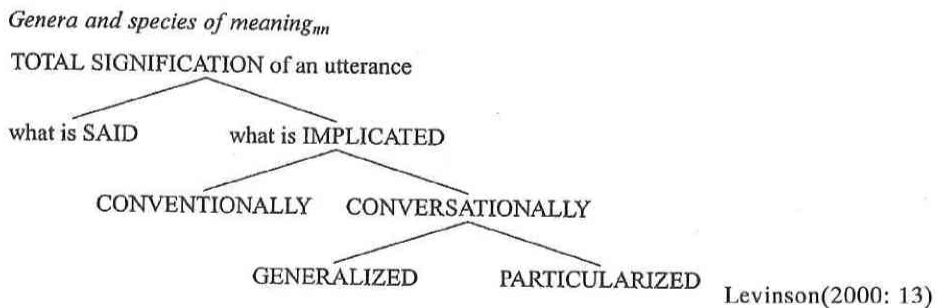 Genera and species of meaningnn
TOTAL SIGNIFICATION of an utterance
what is SAID what is IMPLICATED
CONVENTIONALLY CONVERSATIONALLY
GENERALIZED PARTICULARIZED
Levinson(2000: 13)